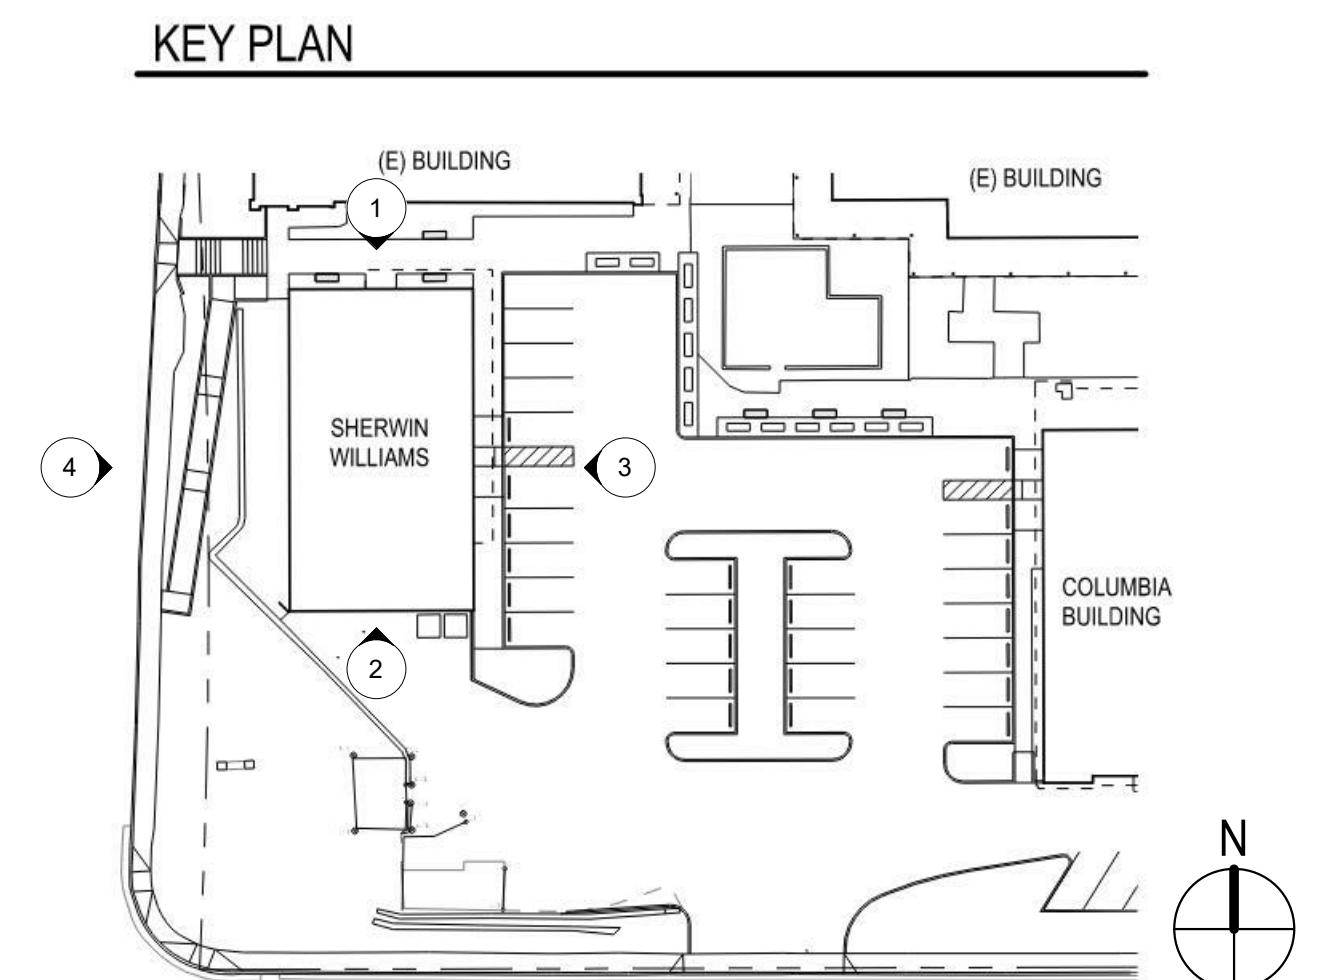 KEY PLAN
(E) BUILDING
(E) BUILDING
1
SHERWIN
WILLIAMS
4
3
COLUMBIA
BUILDING
2
N